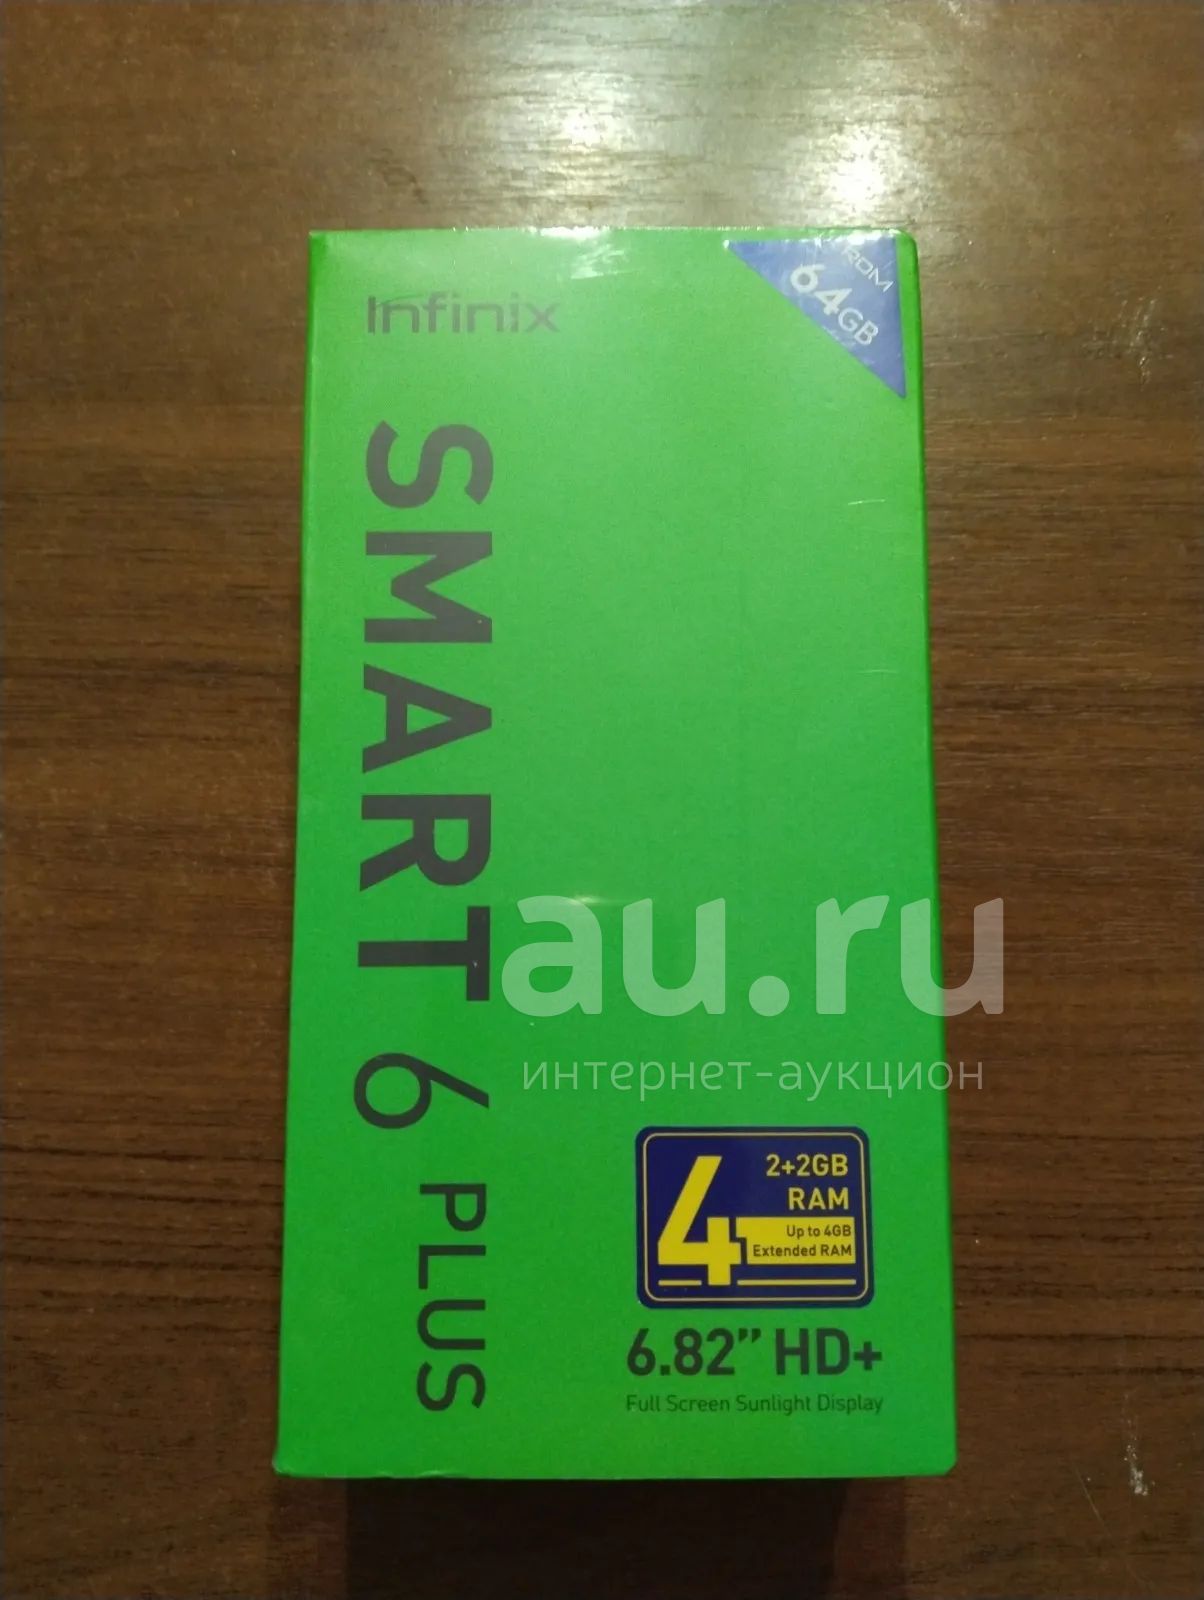 Infinix
ROM
64GB
SMART 6 PLUS
au.ru
интернет-аукцион
4
2+2GB
RAM
Up to 4GB
Extended RAM
6.82” HD+
Full Screen Sunlight Display